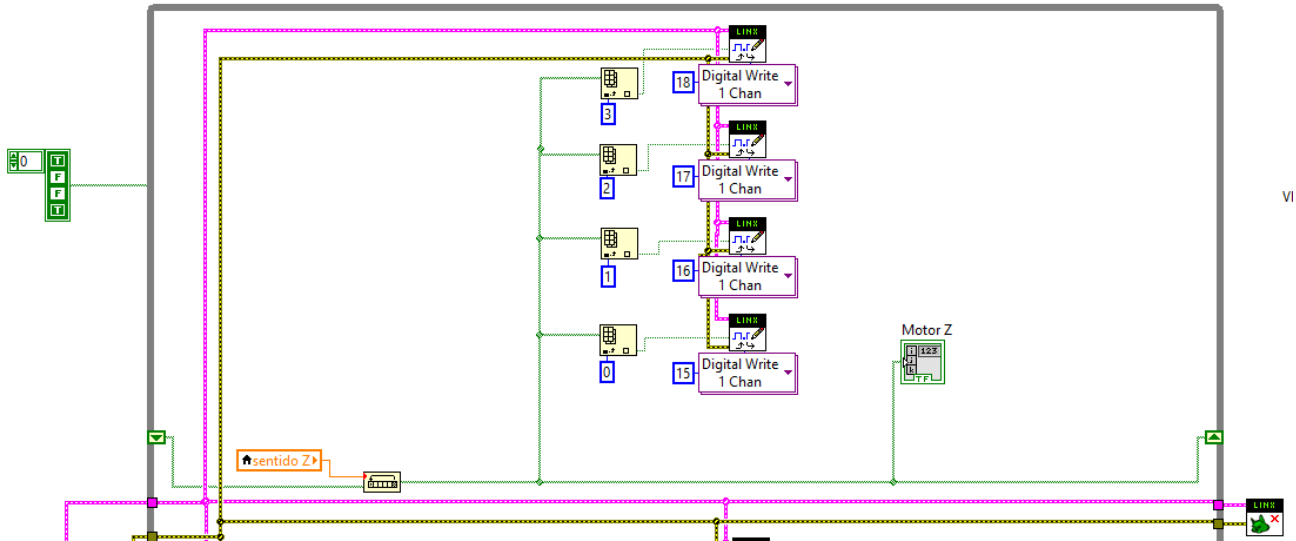 LINX
3
18
Digital Write
1 Chan
LINX
0
T
F
F
T
2
17
Digital Write
1 Chan
VI
LINX
1
16
Digital Write
1 Chan
LINX
Motor Z
0
15
Digital Write
1 Chan
i
123
k
TF
sentido Z
LINX